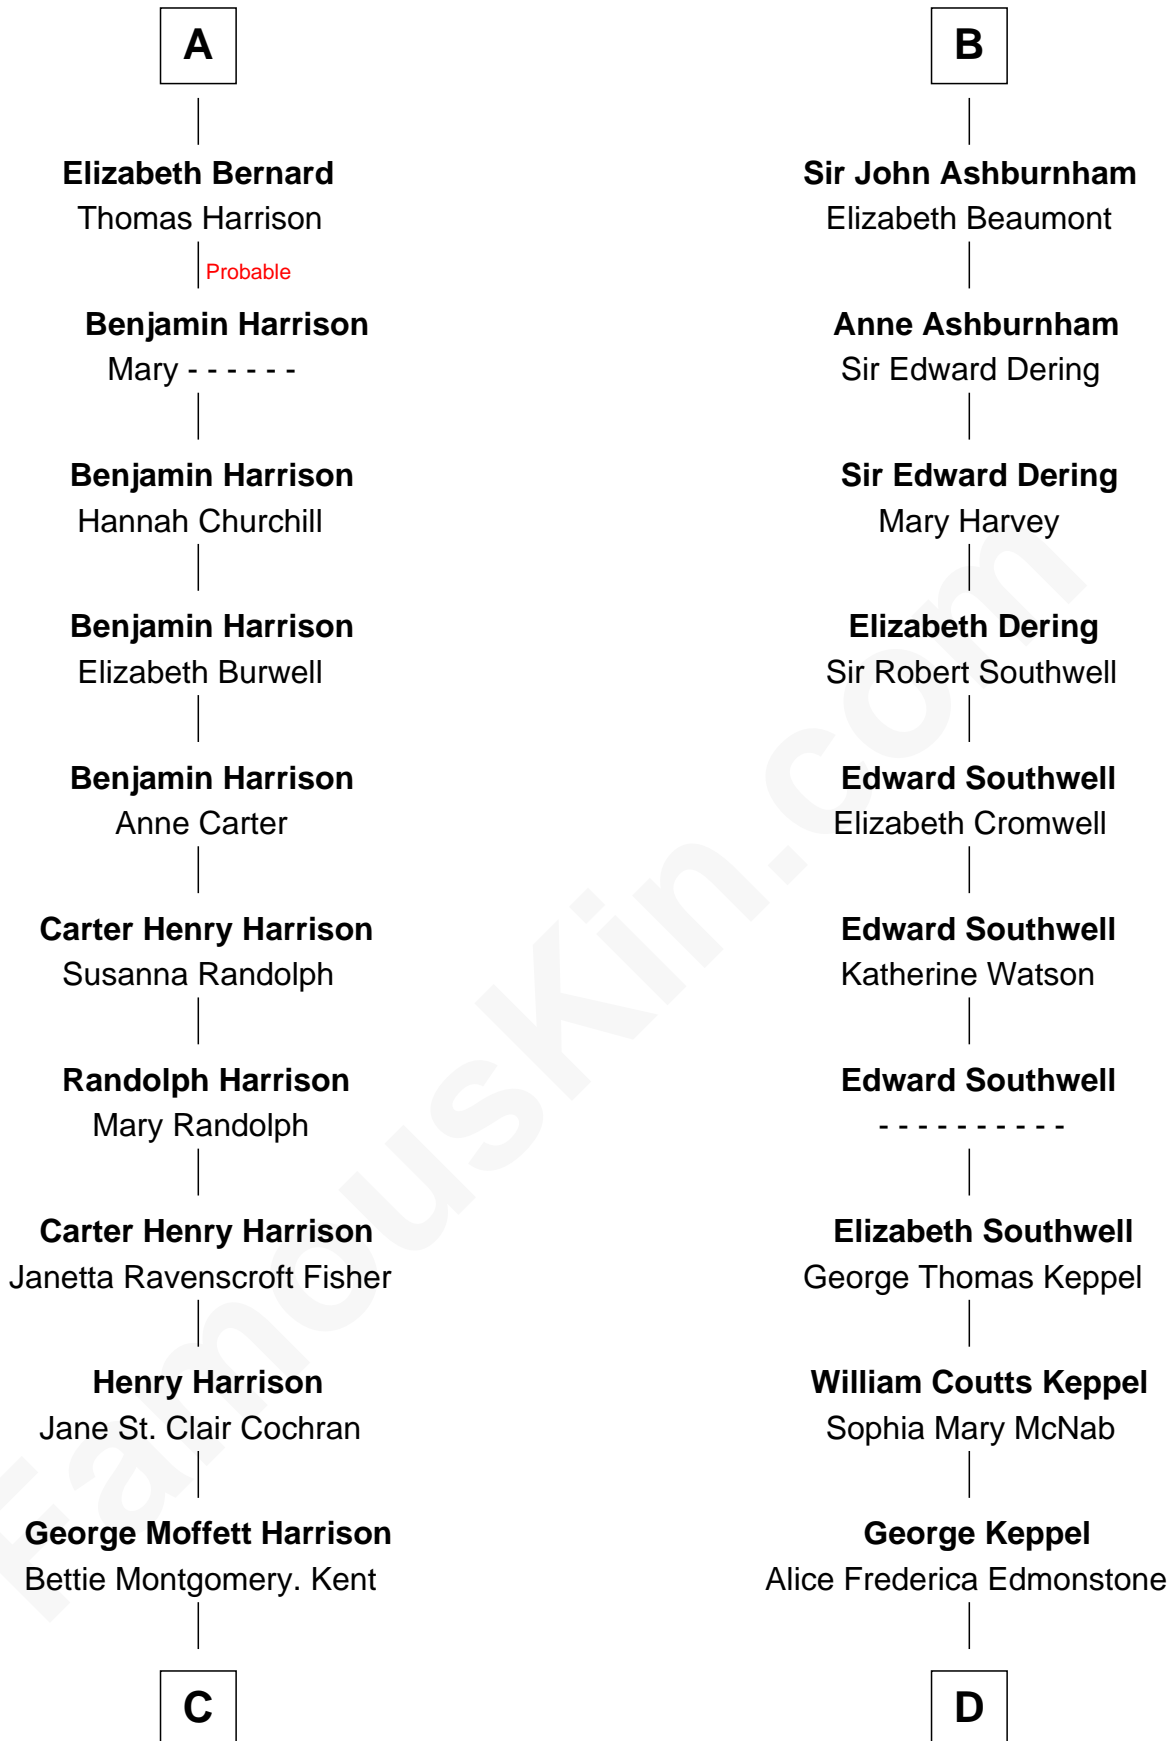 A
Elizabeth Bernard
Thomas Harrison
Probable
Benjamin Harrison
Mary - - - - - -
Benjamin Harrison
Hannah Churchill
Benjamin Harrison
Elizabeth Burwell
Benjamin Harrison
Anne Carter
Carter Henry Harrison
Susanna Randolph
Randolph Harrison
Mary Randolph
Carter Henry Harrison
Janetta Ravenscroft Fisher
Henry Harrison
Jane St. Clair Cochran
George Moffett Harrison
Bettie Montgomery. Kent
C
B
Sir John Ashburnham
Elizabeth Beaumont
Anne Ashburnham
Sir Edward Dering
Sir Edward Dering
Mary Harvey
Elizabeth Dering
Sir Robert Southwell
Edward Southwell
Elizabeth Cromwell
Edward Southwell
Katherine Watson
Edward Southwell
- - - - - - - - - -
Elizabeth Southwell
George Thomas Keppel
William Coutts Keppel
Sophia Mary McNab
George Keppel
Alice Frederica Edmonstone
D
FamousKin.com